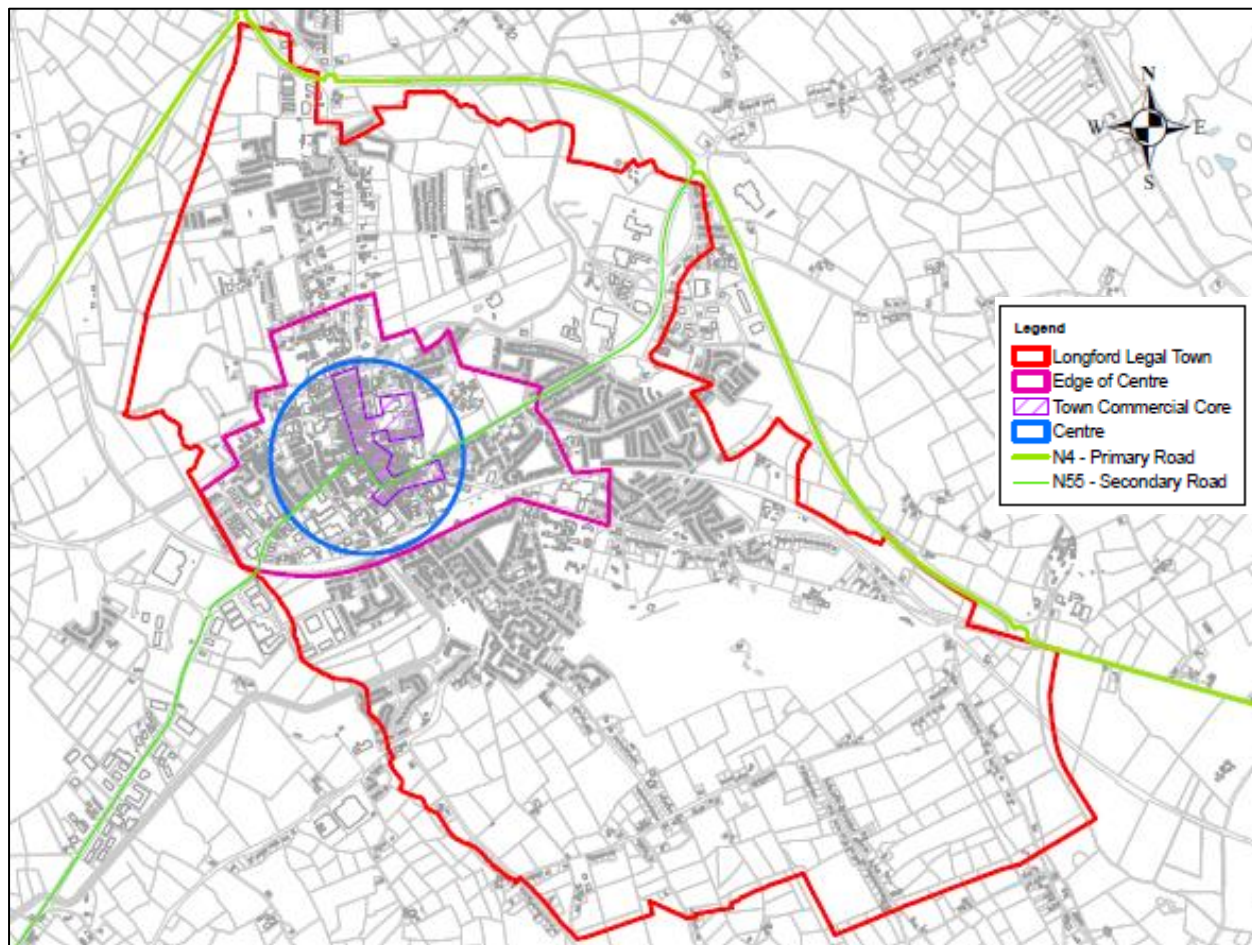 N
W
E
S
Legend
Longford Legal Town
Edge of Centre
Town Commercial Core
Centre
N4 - Primary Road
N55 - Secondary Road